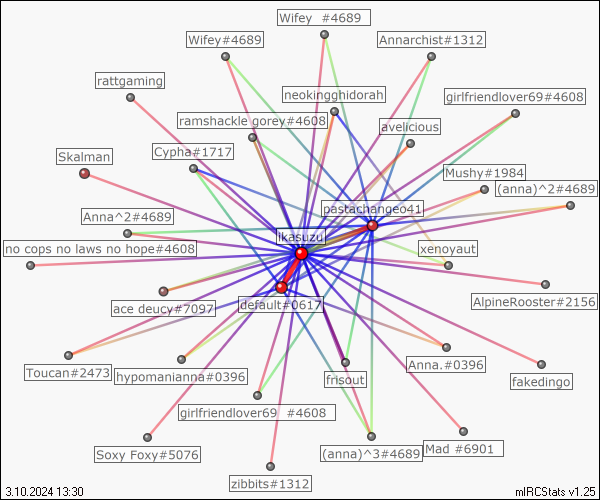 Wifey  #4689
Wifey#4689
Annarchist#1312
rattgaming
neokingghidorah
girlfriendlover69#4608
ramshackle gorey#4608
avelicious
Skalman
Cypha#1717
Mushy#1984
(anna)^2#4689
Anna^2#4689
pastachangeo41
lkasuzu
no cops no laws no hope#4608
xenoyaut
ace deucy#7097
default#0617
AlpineRooster#2156
Toucan#2473
hypomanianna#0396
frisout
Anna.#0396
fakedingo
girlfriendlover69  #4608
Soxy Foxy#5076
(anna)^3#4689
Mad #6901
zibbits#1312
3.10.2024 13:30
mIRCStats v1.25